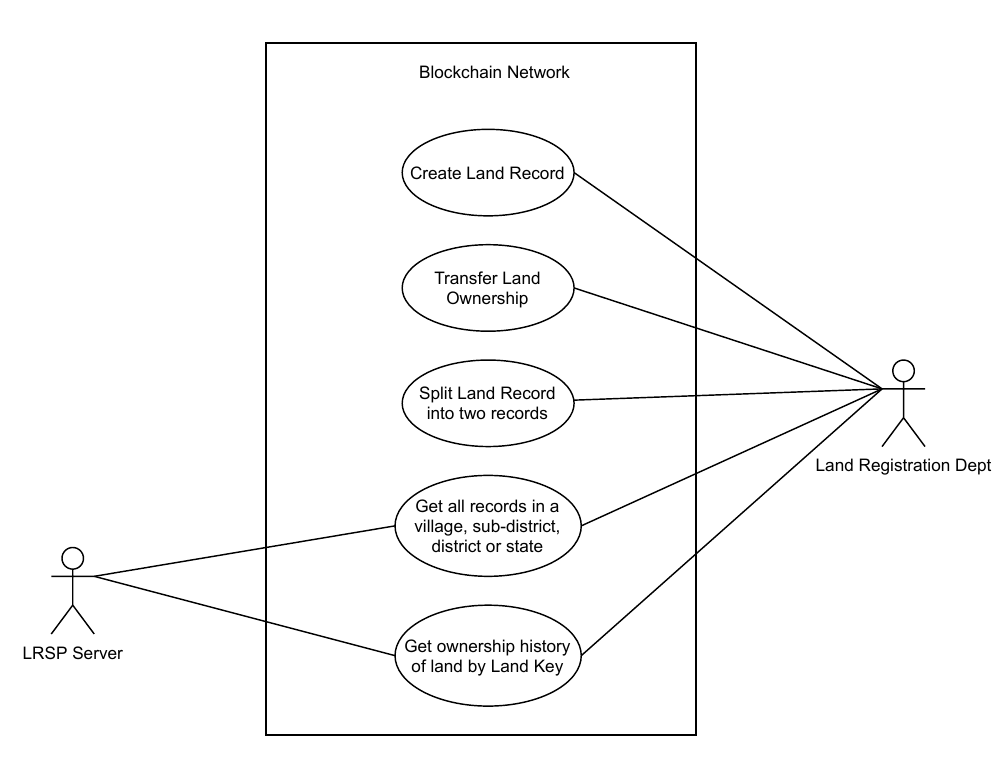 Blockchain Network
Create Land Record
Transfer Land
Ownership
Split Land Record
into two records
Land Registration Dept
Get all records in a
village, sub-district,
district or state
LRSP Server
Get ownership history
of land by Land Key